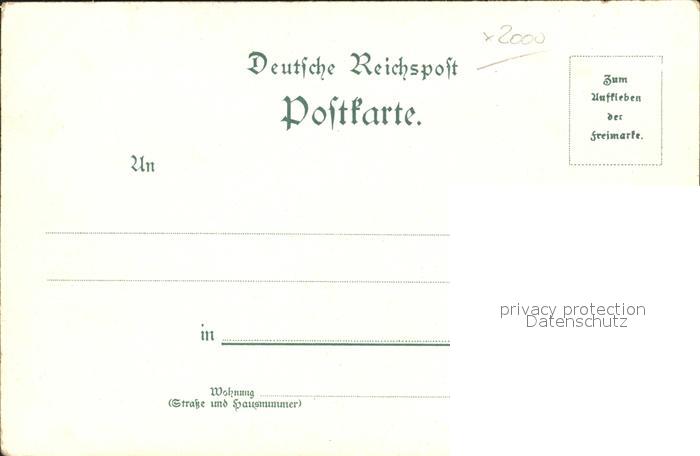 x2000
Deutsche Reichspost
Postkarte.
Zum
Aufkleben
der
Freimarke.
An
in
Wohnung
(Straße und Hausnummer)
privacy protection
Datenschutz